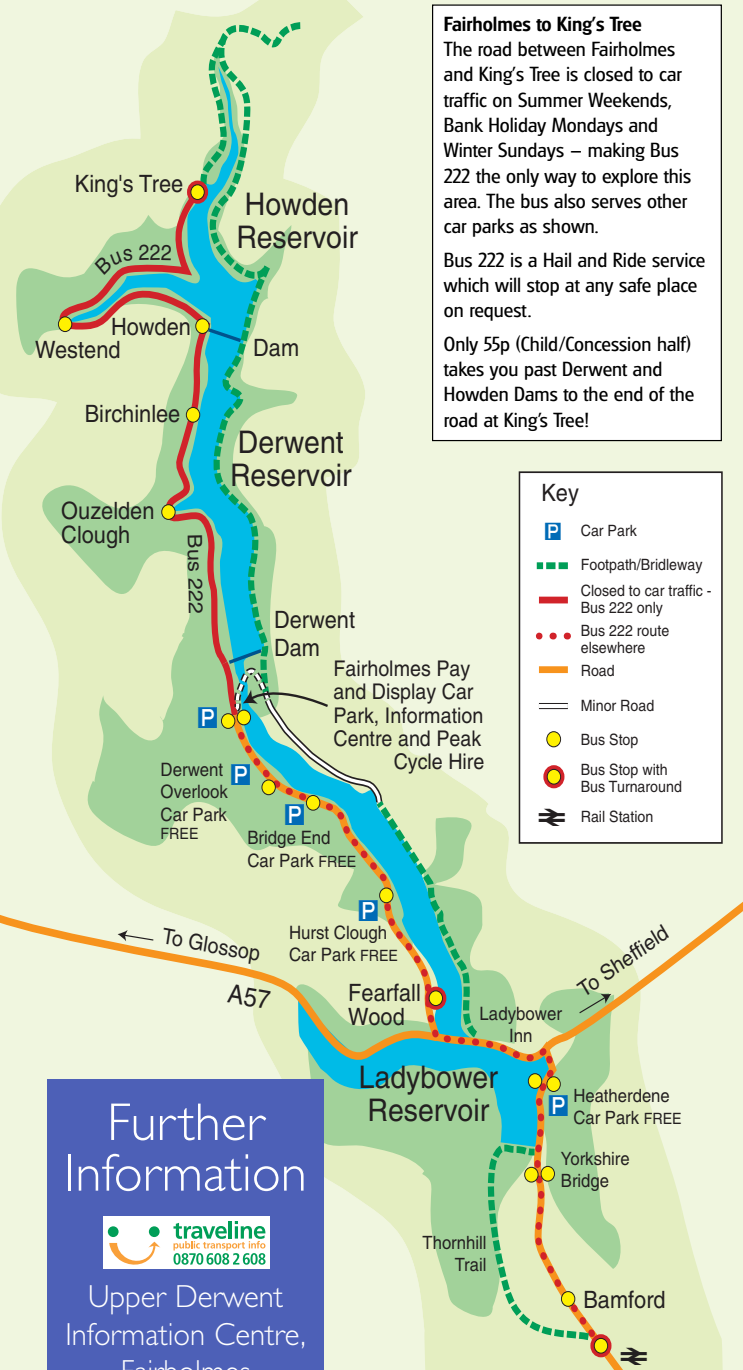 Fairholmes to King's Tree
The road between Fairholmes
and King's Tree is closed to car
traffic on Summer Weekends,
Bank Holiday Mondays and
Winter Sundays – making Bus
222 the only way to explore this
area. The bus also serves other
car parks as shown.
Bus 222 is a Hail and Ride service
which will stop at any safe place
on request.
Only 55p (Child/Concession half)
takes you past Derwent and
Howden Dams to the end of the
road at King's Tree!
King's Tree
Howden
Reservoir
Bus 222
Westend
Howden
Dam
Birchinlee
Derwent
Reservoir
Ouzelden
Clough
Bus 222
Derwent
Dam
Fairholmes Pay
and Display Car
Park, Information
Centre and Peak
Cycle Hire
P
Derwent
Overlook
Car Park
FREE
P
Bridge End
Car Park FREE
P
Hurst Clough
Car Park FREE
P
To Glossop
A57
Fearfall
Wood
To Sheffield
Ladybower
Inn
Ladybower
Reservoir
P
Heatherdene
Car Park FREE
Yorkshire
Bridge
Thornhill
Trail
Bamford
Key
P Car Park
Footpath/Bridleway
Closed to car traffic -
Bus 222 only
Bus 222 route
elsewhere
Road
Minor Road
Bus Stop
Bus Stop with
Bus Turnaround
Rail Station
Further
Information
traveline
public transport info
0870 608 2 608
Upper Derwent
Information Centre,
Fairholmes